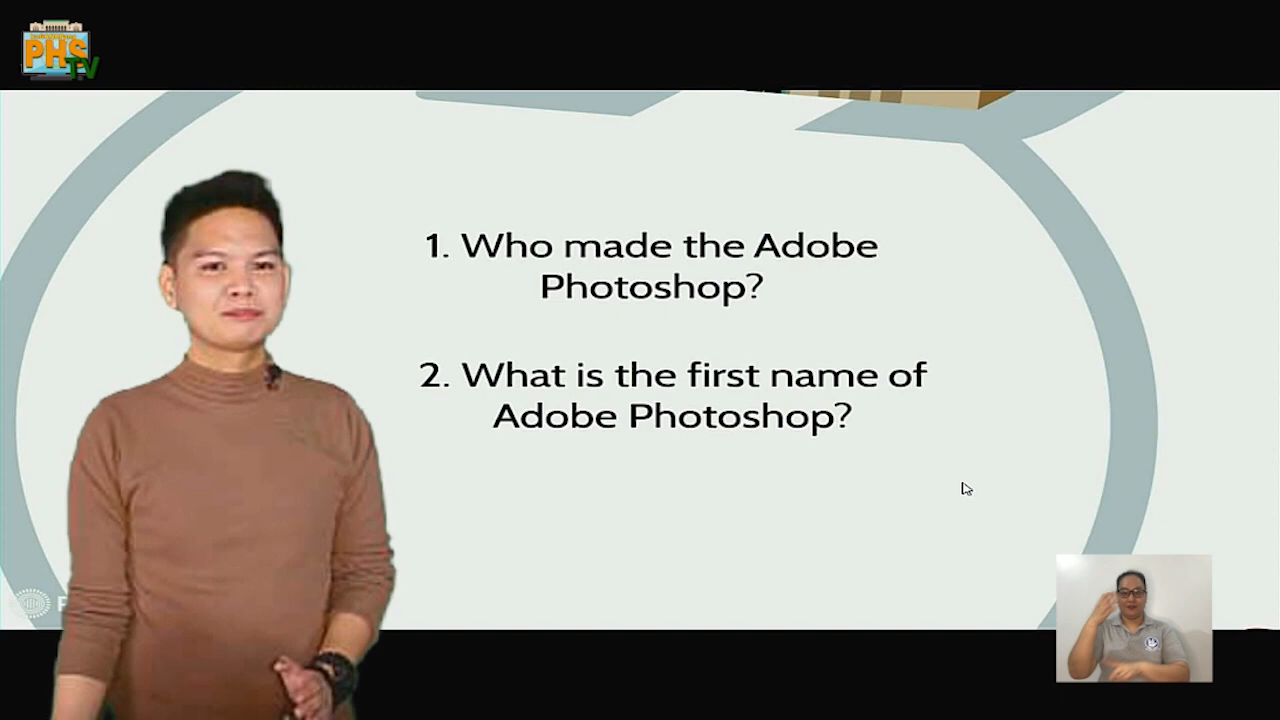 PHS
TV
1. Who made the Adobe
Photoshop?
2. What is the first name of
Adobe Photoshop?
P